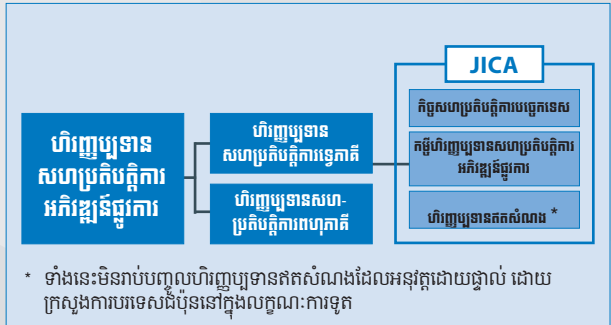 JICA
កិច្ចសហប្រតិបត្តិការបច្ចេកទេស
ហិរញ្ញប្បទាន
សហប្រតិបត្តិការ
អភិវឌ្ឍន៍ផ្លូវការ
ហិរញ្ញប្បទាន
សហប្រតិបត្តិការទ្វេភាគី
កម្ចីហិរញ្ញប្បទានសហប្រតិបត្តិការ
អភិវឌ្ឍន៍ផ្លូវការ
ហិរញ្ញប្បទានសហ-
ប្រតិបត្តិការពហុភាគី
ហិរញ្ញប្បទានឥតសំណង *
* ទាំងនេះមិនរាប់បញ្ចូលហិរញ្ញប្បទានឥតសំណងដែលអនុវត្តដោយផ្ទាល់ ដោយ
ក្រសួងការបរទេសជប៉ុននៅក្នុងលក្ខណៈការទូត